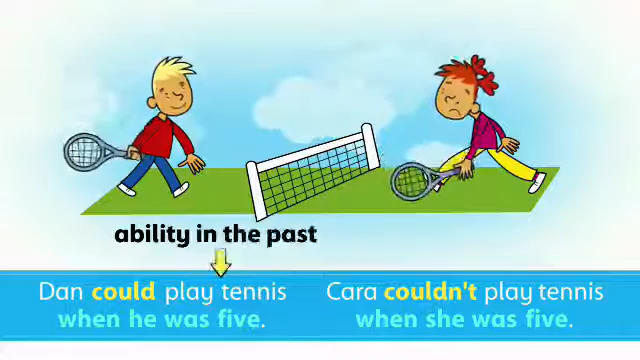 ability in the past
Dan could play tennis
when he was five.
Cara couldn't play tennis
when she was five.